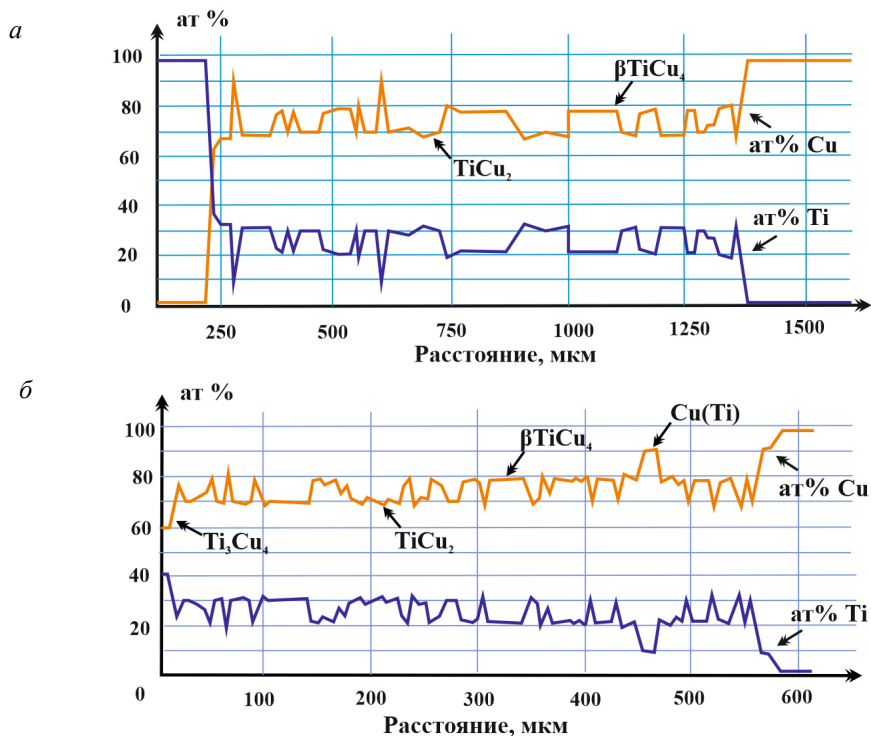 а
ат %
100
80
60
40
20
0
βTiCu₄
TiCu₂
ат% Cu
ат% Ti
250 500 750 1000 1250 1500
Расстояние, мкм
б
ат %
100
80
60
40
20
0
Cu(Ti)
βTiCu₄
ат% Cu
Ti₃Cu₄
TiCu₂
ат% Ti
100 200 300 400 500 600
Расстояние, мкм